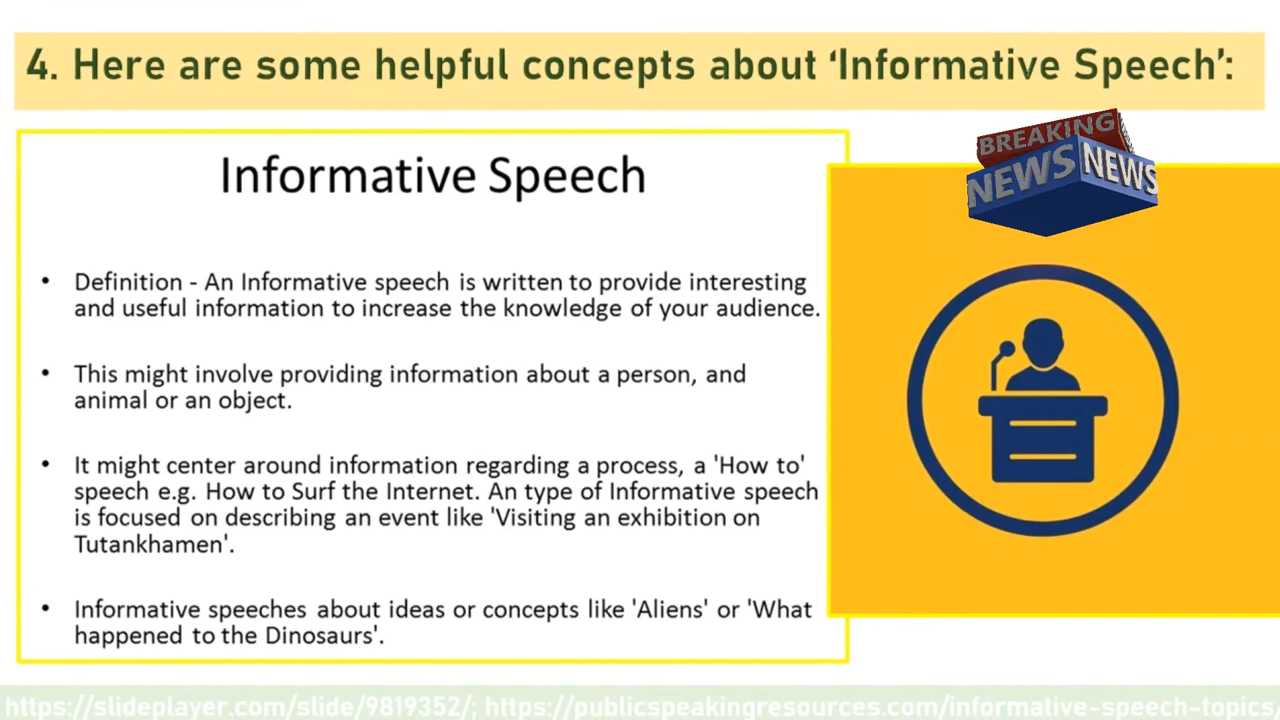 4. Here are some helpful concepts about ‘Informative Speech’:
BREAKING
NEWS NEWS
Informative Speech
• Definition - An Informative speech is written to provide interesting
and useful information to increase the knowledge of your audience.
• This might involve providing information about a person, and
animal or an object.
• It might center around information regarding a process, a 'How to'
speech e.g. How to Surf the Internet. An type of Informative speech
is focused on describing an event like 'Visiting an exhibition on
Tutankhamen'.
• Informative speeches about ideas or concepts like 'Aliens' or 'What
happened to the Dinosaurs'.
https://slideplayer.com/slide/9819352/; https://publicspeakingresources.com/informative-speech-topics/